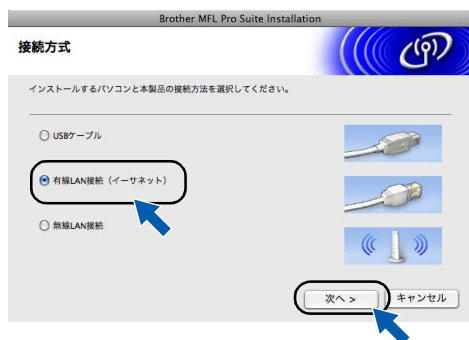 Brother MFL Pro Suite Installation
接続方式
インストールするパソコンと本製品の接続方法を選択してください。
USBケーブル
有線LAN接続（イーサネット）
無線LAN接続
次へ >
キャンセル